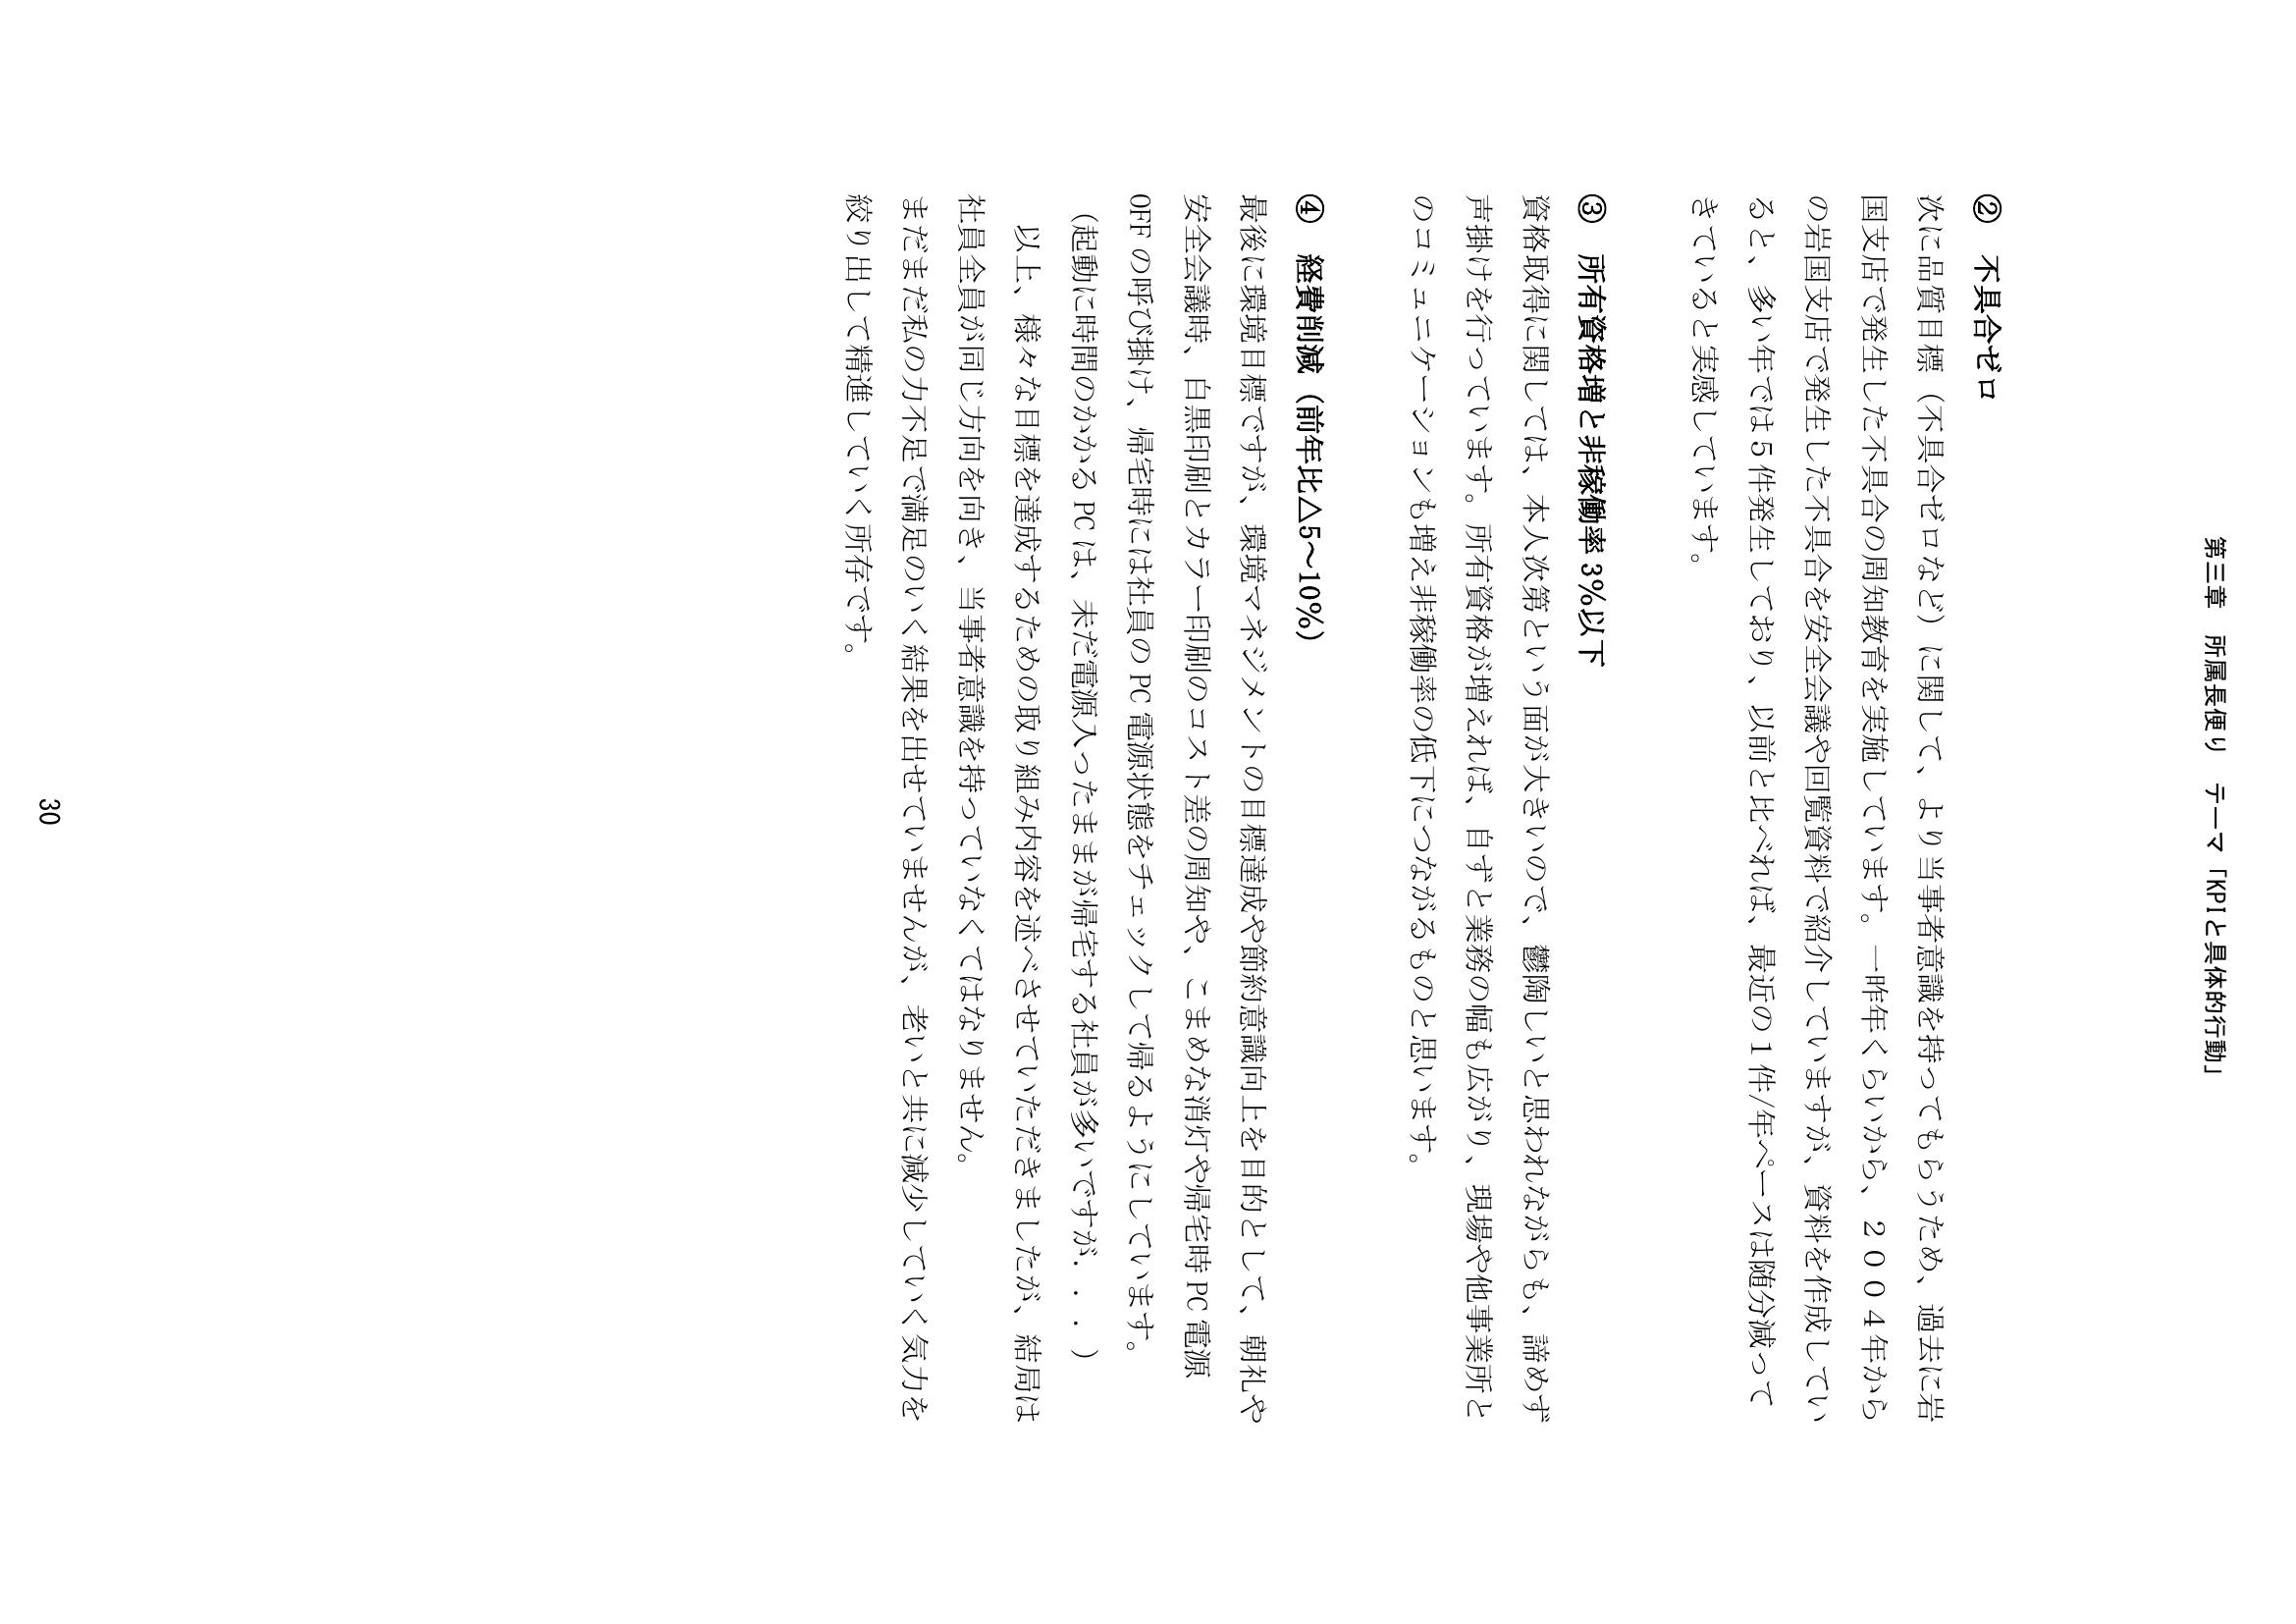 第三章　所属長便り　テーマ「KPIと具体的行動」
②　不具合ゼロ
次に品質目標（不具合ゼロなど）に関して、より当事者意識を持ってもらうため、過去に岩
国支店で発生した不具合の周知教育を実施しています。一昨年くらいから、２００４年から
の岩国支店で発生した不具合を安全会議や回覧資料で紹介していますが、資料を作成してい
ると、多い年では5件発生しており、以前と比べれば、最近の1件/年ペースは随分減って
きていると実感しています。
③　所有資格増と非稼働率3%以下
資格取得に関しては、本人次第という面が大きいので、鬱陶しいと思われながらも、諦めず
声掛けを行っています。所有資格が増えれば、自ずと業務の幅も広がり、現場や他事業所と
のコミュニケーションも増え非稼働率の低下につながるものと思います。
④　経費削減（前年比△5～10%）
最後に環境目標ですが、環境マネジメントの目標達成や節約意識向上を目的として、朝礼や
安全会議時、白黒印刷とカラー印刷のコスト差の周知や、こまめな消灯や帰宅時PC電源
OFFの呼び掛け、帰宅時には社員のPC電源状態をチェックして帰るようにしています。
（起動に時間のかかるPCは、未だ電源入ったままが帰宅する社員が多いですが．．．）
　以上、様々な目標を達成するための取り組み内容を述べさせていただきましたが、結局は
社員全員が同じ方向を向き、当事者意識を持っていなくてはなりません。
まだまだ私の力不足で満足のいく結果を出せていませんが、老いと共に減少していく気力を
絞り出して精進していく所存です。
30